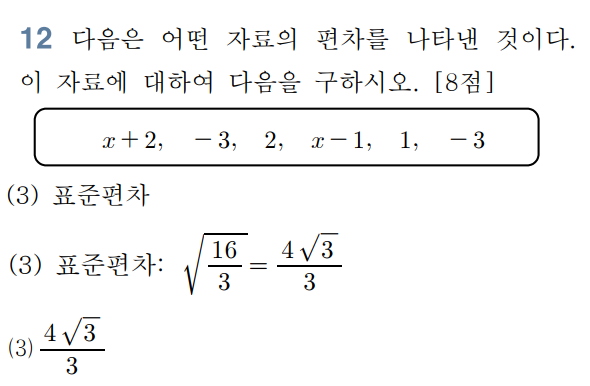 12 다음은 어떤 자료의 편차를 나타낸 것이다.
이 자료에 대하여 다음을 구하시오. [8점]
x+2, -3, 2, x-1, 1, -3
(3) 표준편차
(3) 표준편차: √(16/3) = 4√3/3
(3) 4√3/3